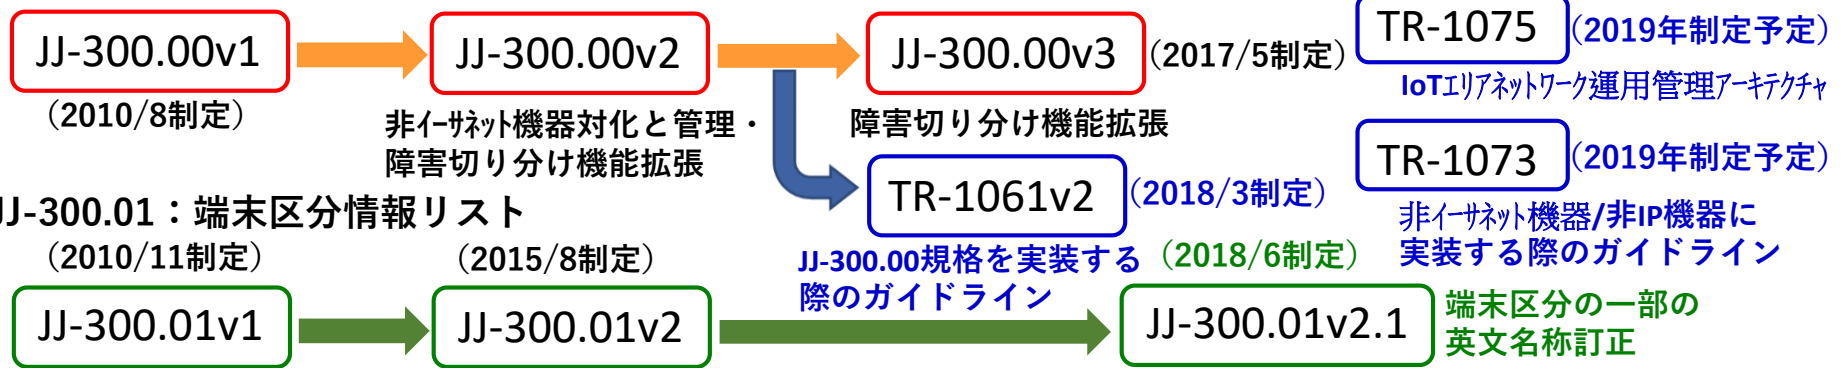 JJ-300.00v1
JJ-300.00v2
JJ-300.00v3
(2017/5制定)
TR-1075
(2019年制定予定)
IoTエリアネットワーク運用管理アーキテクチャ
(2010/8制定)
非イーサネット機器対化と管理・
障害切り分け機能拡張
障害切り分け機能拡張
TR-1073
(2019年制定予定)
非イーサネット機器/非IP機器に
実装する際のガイドライン
TR-1061v2
(2018/3制定)
JJ-300.00規格を実装する
際のガイドライン
JJ-300.01：端末区分情報リスト
(2010/11制定)
(2015/8制定)
(2018/6制定)
JJ-300.01v1
JJ-300.01v2
JJ-300.01v2.1
端末区分の一部の
英文名称訂正